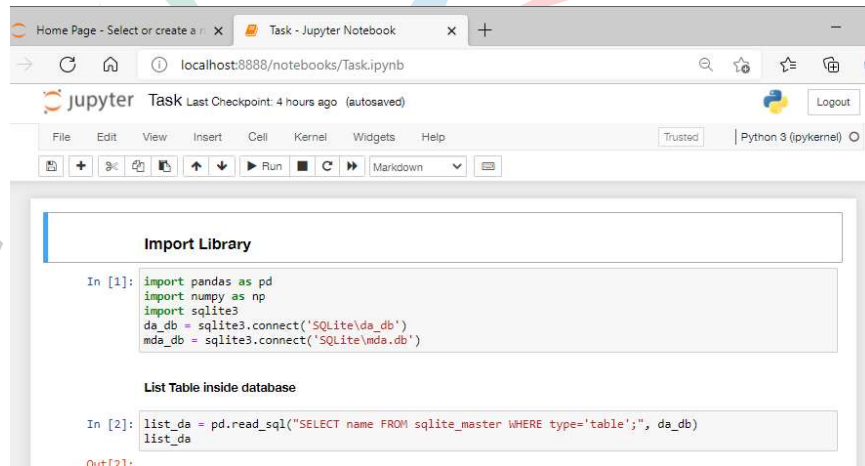 Home Page - Select or create a n
Task - Jupyter Notebook
localhost:8888/notebooks/Task.ipynb
jupyter Task Last Checkpoint: 4 hours ago (autosaved)
Logout
File Edit View Insert Cell Kernel Widgets Help
Trusted
Python 3 (ipykernel)
Run
Markdown
Import Library
In [1]: import pandas as pd
import numpy as np
import sqlite3
da_db = sqlite3.connect('SQLite\da_db')
mda_db = sqlite3.connect('SQLite\mda.db')
List Table inside database
In [2]: list_da = pd.read_sql("SELECT name FROM sqlite_master WHERE type='table';", da_db)
list_da
Out[2]: